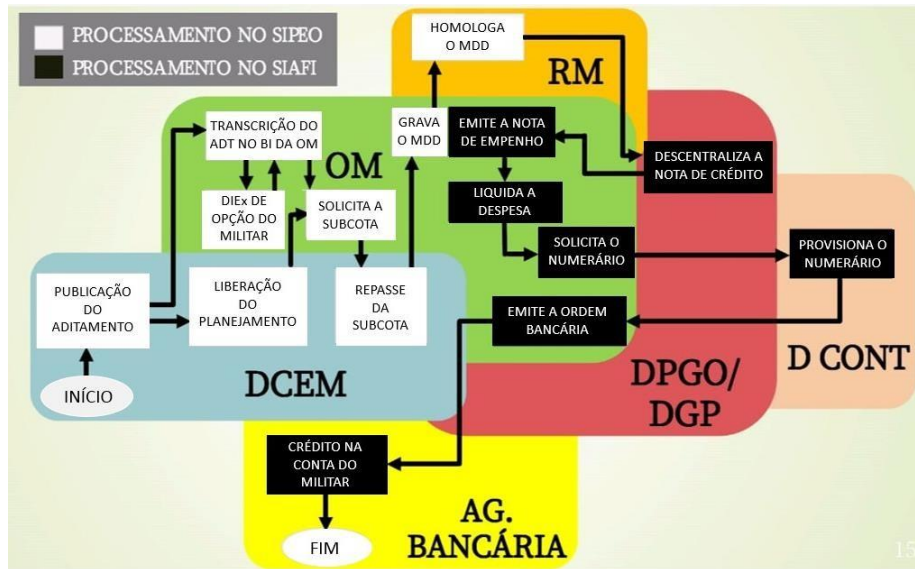 PROCESSAMENTO NO SIPEO
PROCESSAMENTO NO SIAFI
HOMOLOGA
O MDD
RM
TRANSCRIÇÃO DO
ADT NO BI DA OM
GRAVA
O MDD
EMITE A NOTA
DE EMPENHO
DESCENTRALIZA A
NOTA DE CRÉDITO
OM
DIEx DE
OPÇÃO DO
MILITAR
SOLICITA A
SUBCOTA
LIQUIDA A
DESPESA
SOLICITA O
NUMERÁRIO
PROVISIONA O
NUMERÁRIO
PUBLICAÇÃO
DO
ADITAMENTO
LIBERAÇÃO
DO
PLANEJAMENTO
REPASSE
DA
SUBCOTA
EMITE A ORDEM
BANCÁRIA
INÍCIO
DCEM
DPGO/
DGP
D CONT
CRÉDITO NA
CONTA DO
MILITAR
AG.
BANCÁRIA
FIM
15